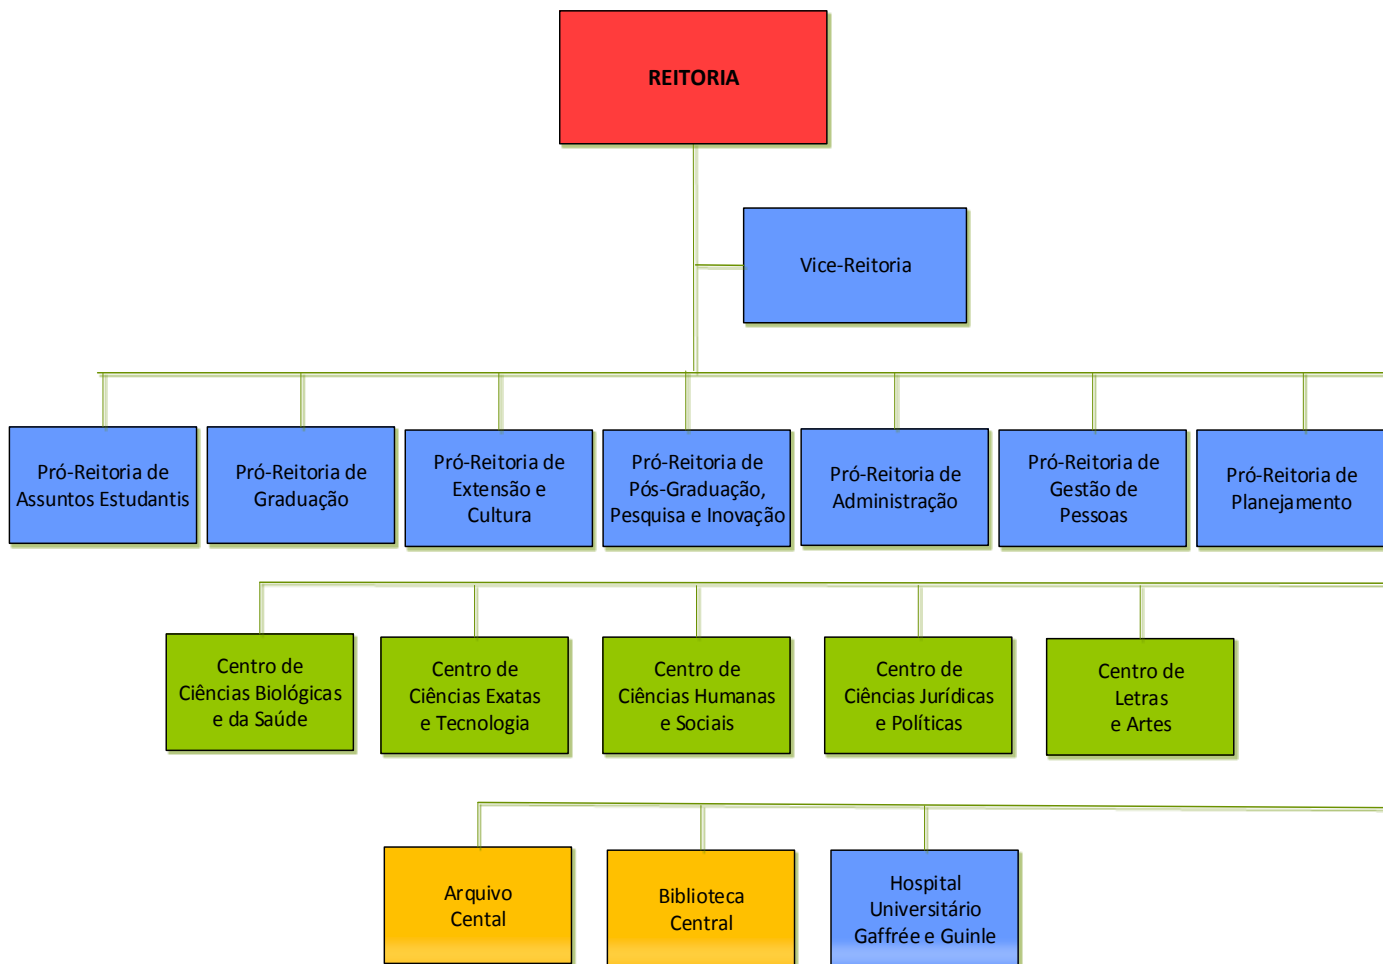 REITORIA
Vice-Reitoria
Pró-Reitoria de
Assuntos Estudantis
Pró-Reitoria de
Graduação
Pró-Reitoria de
Extensão e
Cultura
Pró-Reitoria de
Pós-Graduação,
Pesquisa e Inovação
Pró-Reitoria de
Administração
Pró-Reitoria de
Gestão de
Pessoas
Pró-Reitoria de
Planejamento
Centro de
Ciências Biológicas
e da Saúde
Centro de
Ciências Exatas
e Tecnologia
Centro de
Ciências Humanas
e Sociais
Centro de
Ciências Jurídicas
e Políticas
Centro de
Letras
e Artes
Arquivo
Cental
Biblioteca
Central
Hospital
Universitário
Gaffrée e Guinle